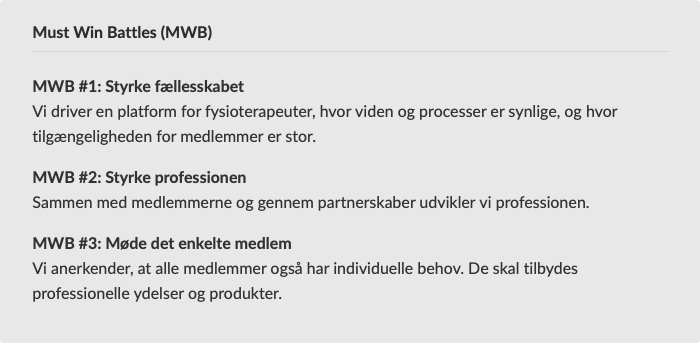 Must Win Battles (MWB)
MWB #1: Styrke fællesskabet
Vi driver en platform for fysioterapeuter, hvor viden og processer er synlige, og hvor
tilgængeligheden for medlemmer er stor.
MWB #2: Styrke professionen
Sammen med medlemmerne og gennem partnerskaber udvikler vi professionen.
MWB #3: Møde det enkelte medlem
Vi anerkender, at alle medlemmer også har individuelle behov. De skal tilbydes
professionelle ydelser og produkter.